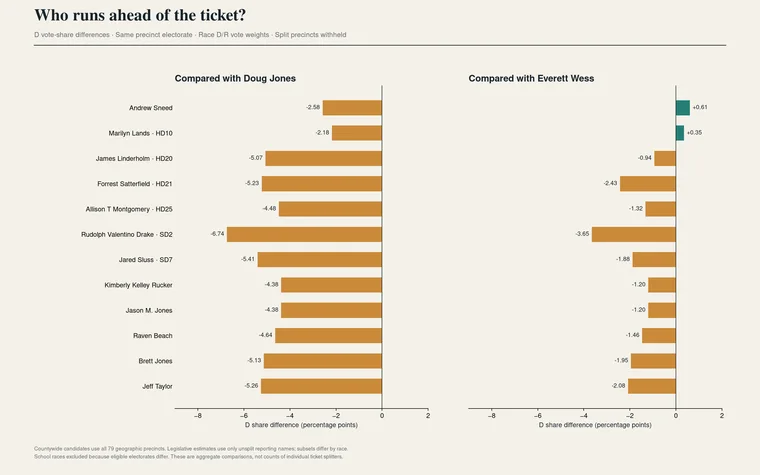 Who runs ahead of the ticket?
D vote-share differences · Same precinct electorate · Race D/R vote weights · Split precincts withheld
Compared with Doug Jones
Compared with Everett Wess
Andrew Sneed -2.58 +0.61
Marilyn Lands · HD10 -2.18 +0.35
James Linderholm · HD20 -5.07 -0.94
Forrest Satterfield · HD21 -5.23 -2.43
Allison T Montgomery · HD25 -4.48 -1.32
Rudolph Valentino Drake · SD2 -6.74 -3.65
Jared Sluss · SD7 -5.41 -1.88
Kimberly Kelley Rucker -4.38 -1.20
Jason M. Jones -4.38 -1.20
Raven Beach -4.64 -1.46
Brett Jones -5.13 -1.95
Jeff Taylor -5.26 -2.08
−8 −6 −4 −2 0 2
−8 −6 −4 −2 0 2
D share difference (percentage points)
D share difference (percentage points)
Countywide candidates use all 79 geographic precincts. Legislative estimates use only unsplit reporting names; subsets differ by race.
School races excluded because eligible electorates differ. These are aggregate comparisons, not counts of individual ticket splitters.